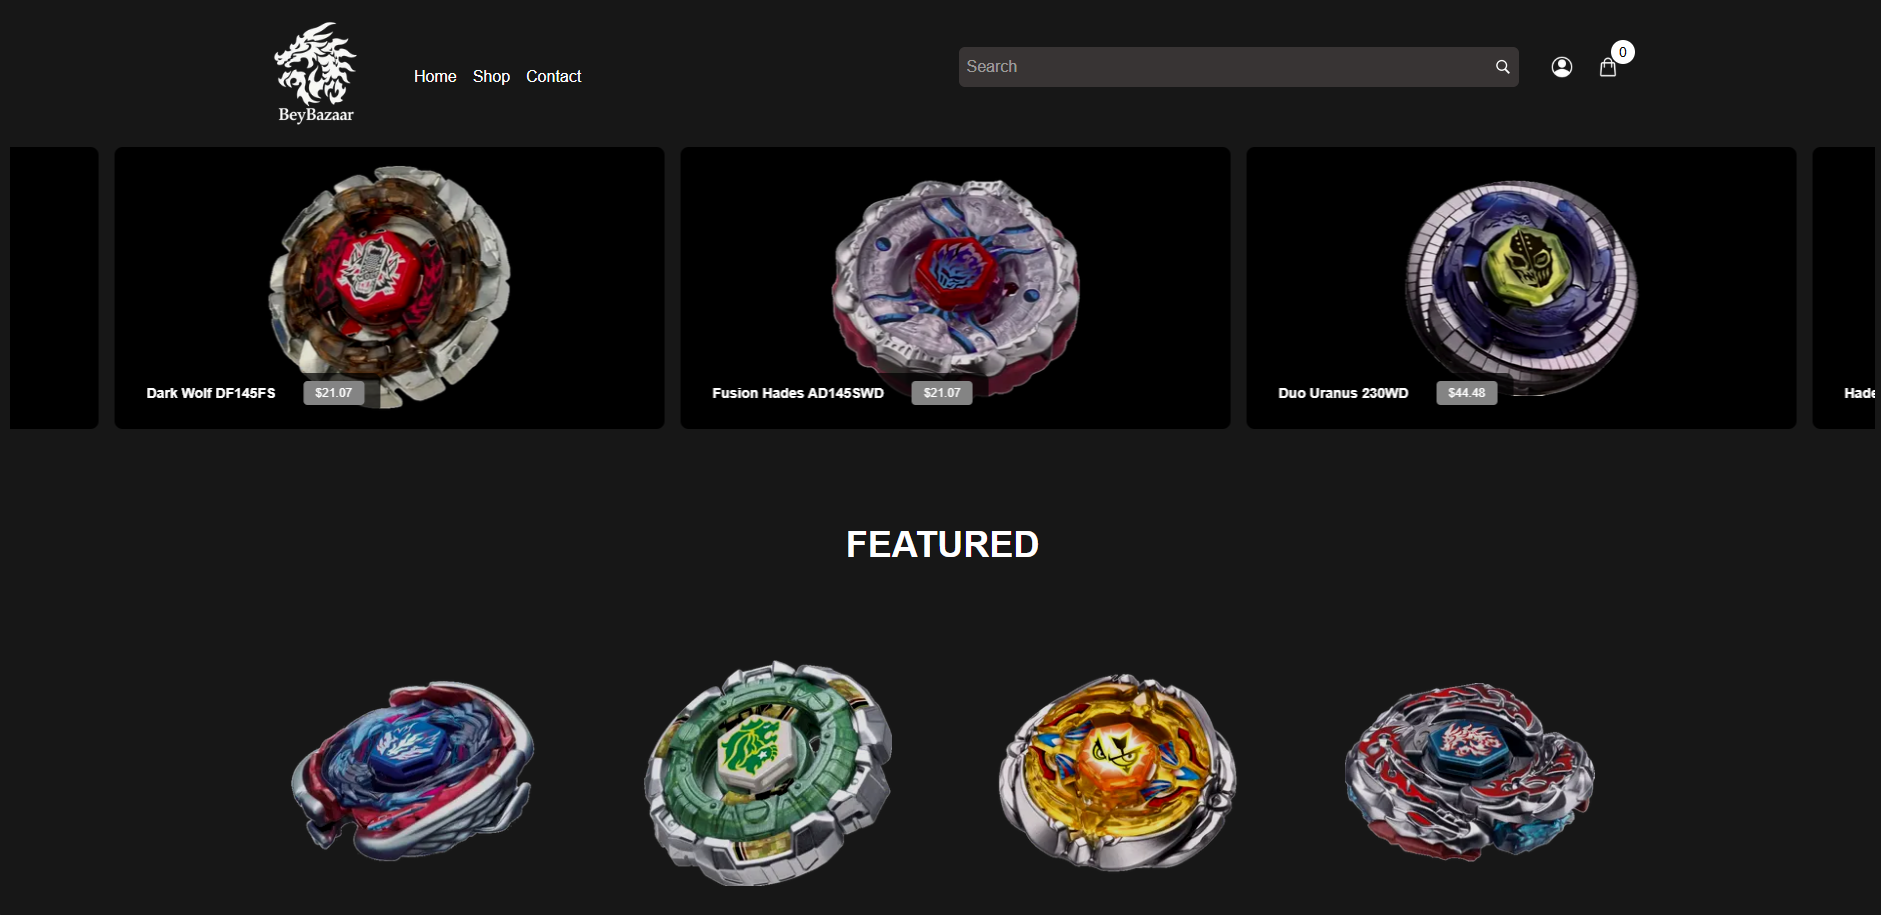 BeyBazaar
Home Shop Contact
Search
0
Dark Wolf DF145FS $21.07
Fusion Hades AD145SWD $21.07
Duo Uranus 230WD $44.48
Hade
FEATURED